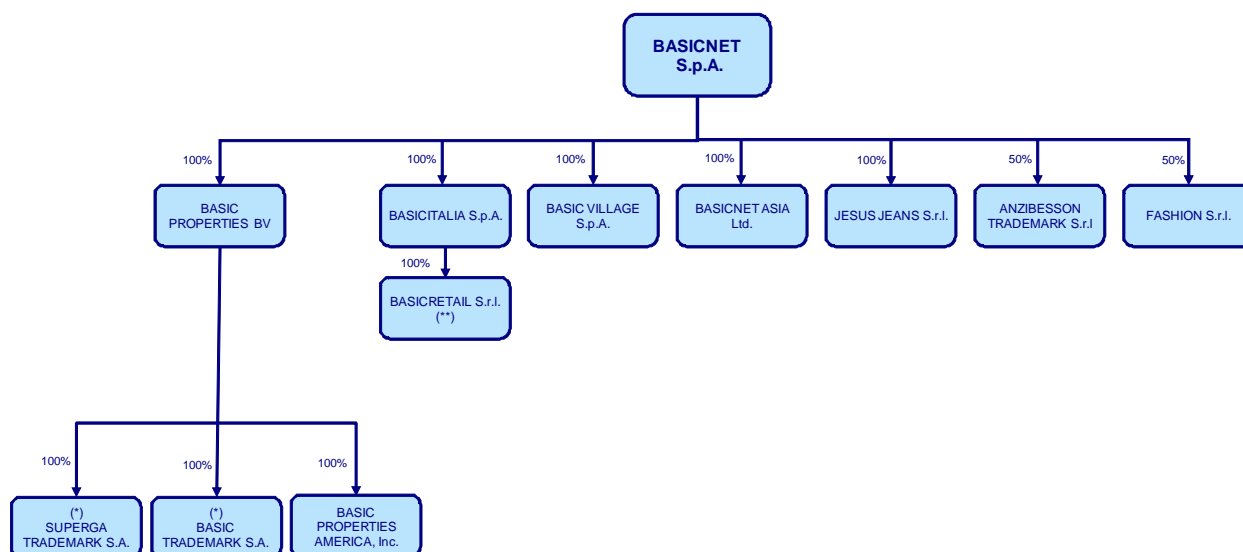 BASICNET
S.p.A.
100%
100%
100%
100%
100%
50%
50%
BASIC
PROPERTIES BV
BASICITALIA S.p.A.
BASIC VILLAGE
S.p.A.
BASICNET ASIA
Ltd.
JESUS JEANS S.r.l.
ANZIBESSON
TRADEMARK S.r.l
FASHION S.r.l.
100%
BASICRETAIL S.r.l.
(**)
100%
100%
100%
(*)
SUPERGA
TRADEMARK S.A.
(*)
BASIC
TRADEMARK S.A.
BASIC
PROPERTIES
AMERICA, Inc.